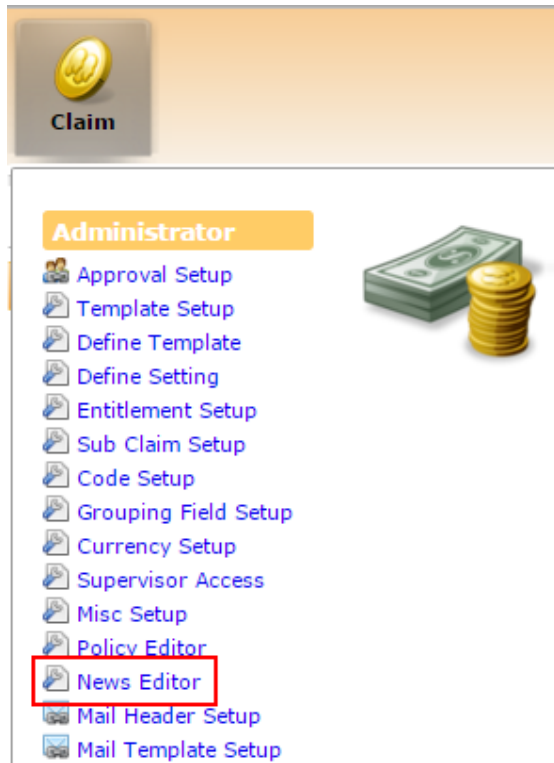 Claim
Administrator
Approval Setup
Template Setup
Define Template
Define Setting
Entitlement Setup
Sub Claim Setup
Code Setup
Grouping Field Setup
Currency Setup
Supervisor Access
Misc Setup
Policy Editor
News Editor
Mail Header Setup
Mail Template Setup